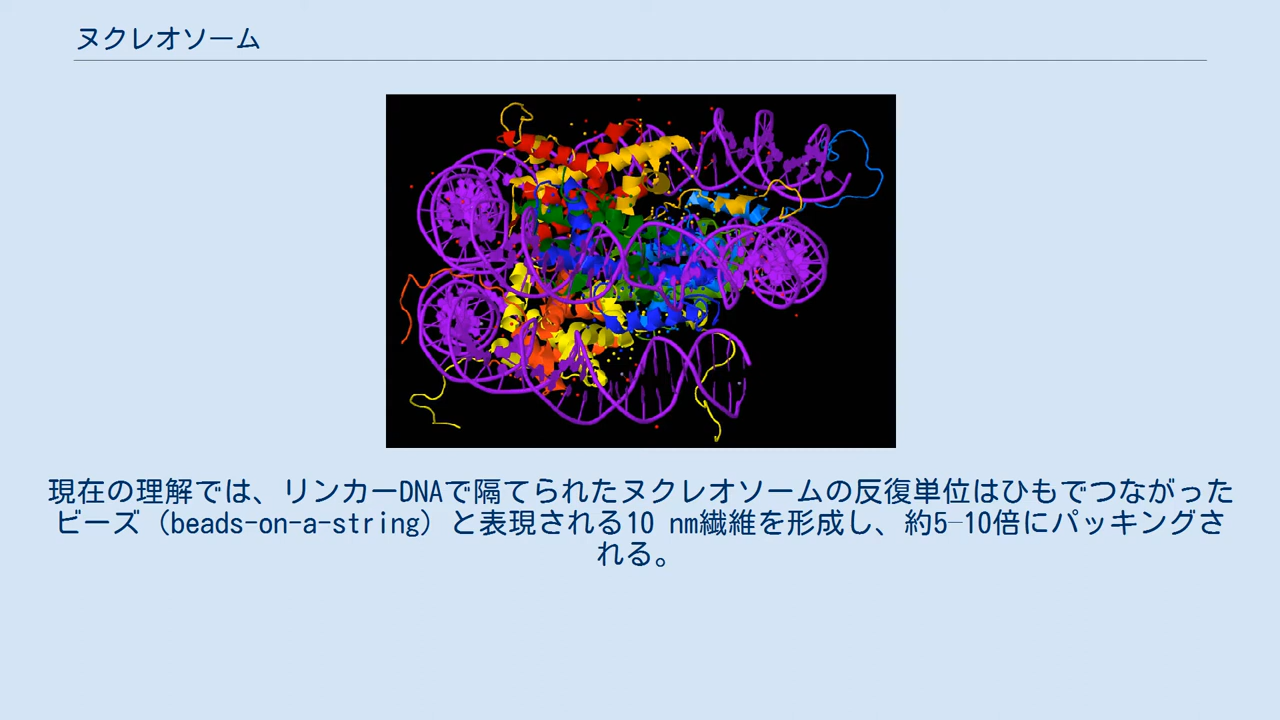 ヌクレオソーム
現在の理解では、リンカーDNAで隔てられたヌクレオソームの反復単位はひもでつながった
ビーズ（beads-on-a-string）と表現される10 nm繊維を形成し、約5–10倍にパッキングさ
れる。